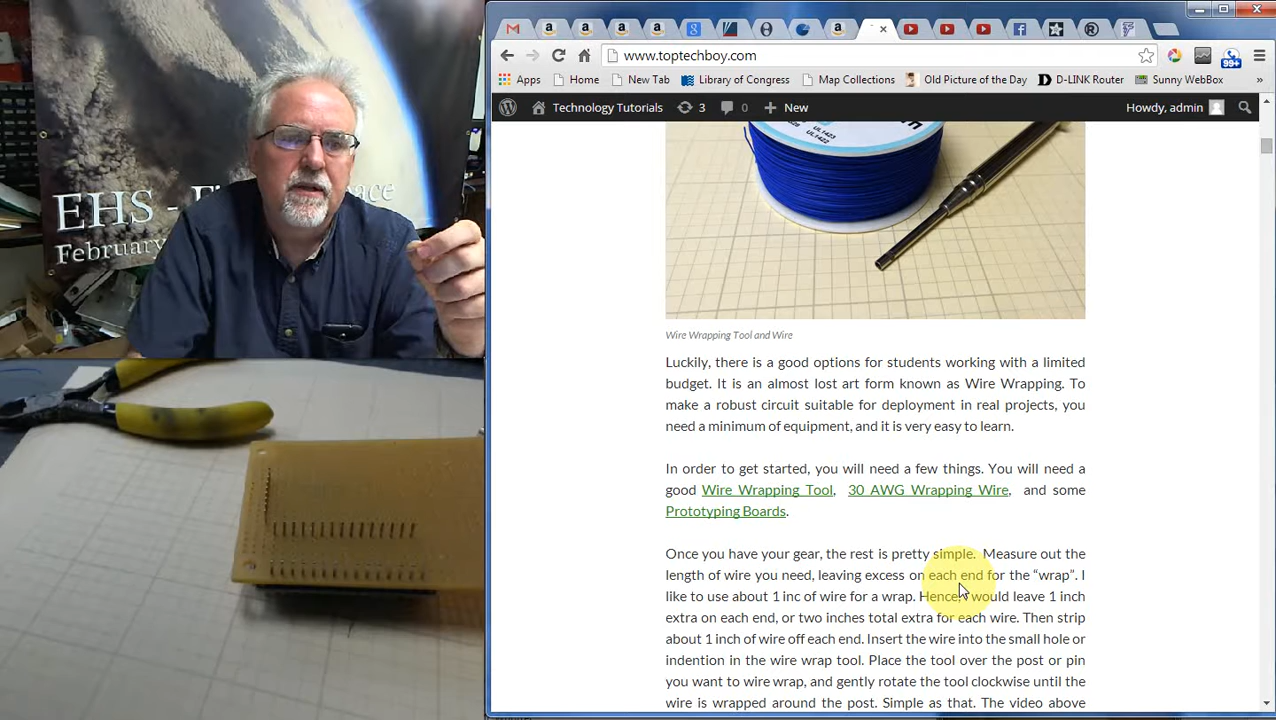 EHS - F
ace
February
www.toptechboy.com
99+
Apps Home New Tab Library of Congress Map Collections Old Picture of the Day D-LINK Router Sunny WebBox »
Technology Tutorials 3 0 New Howdy, admin
UL1423
UL1422
Wire Wrapping Tool and Wire
Luckily, there is a good options for students working with a limited
budget. It is an almost lost art form known as Wire Wrapping. To
make a robust circuit suitable for deployment in real projects, you
need a minimum of equipment, and it is very easy to learn.
In order to get started, you will need a few things. You will need a
good Wire Wrapping Tool, 30 AWG Wrapping Wire, and some
Prototyping Boards.
Once you have your gear, the rest is pretty simple. Measure out the
length of wire you need, leaving excess on each end for the “wrap”. I
like to use about 1 inc of wire for a wrap. Hence, I would leave 1 inch
extra on each end, or two inches total extra for each wire. Then strip
about 1 inch of wire off each end. Insert the wire into the small hole or
indention in the wire wrap tool. Place the tool over the post or pin
you want to wire wrap, and gently rotate the tool clockwise until the
wire is wrapped around the post. Simple as that. The video above